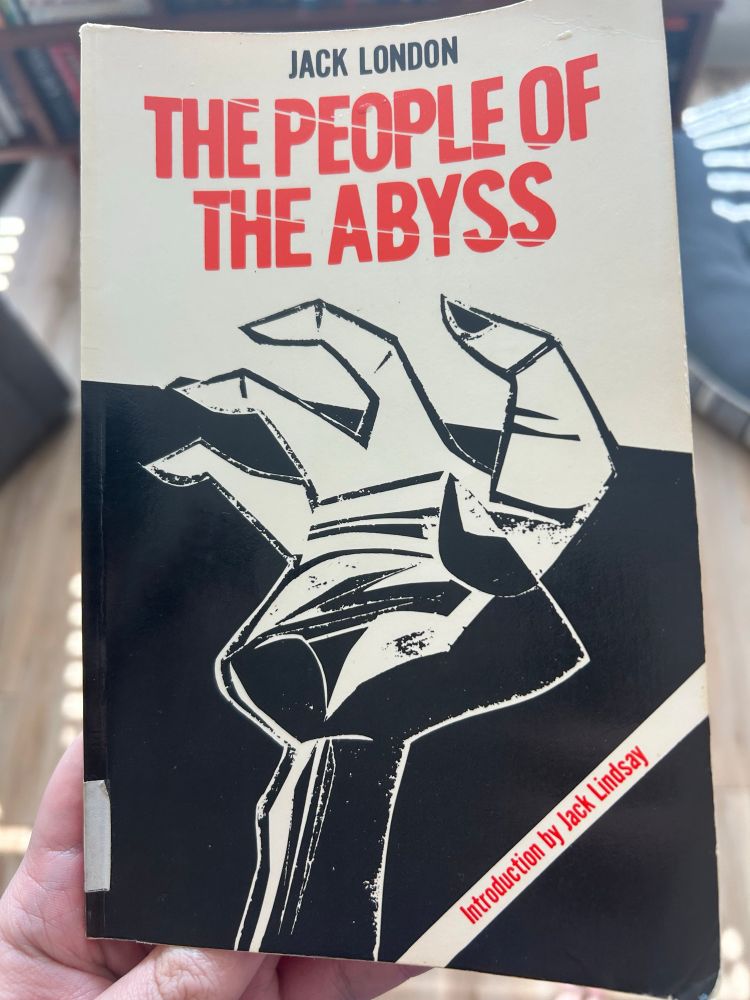 JACK LONDON
THE PEOPLE OF
THE ABYSS
Introduction by Jack Lindsay